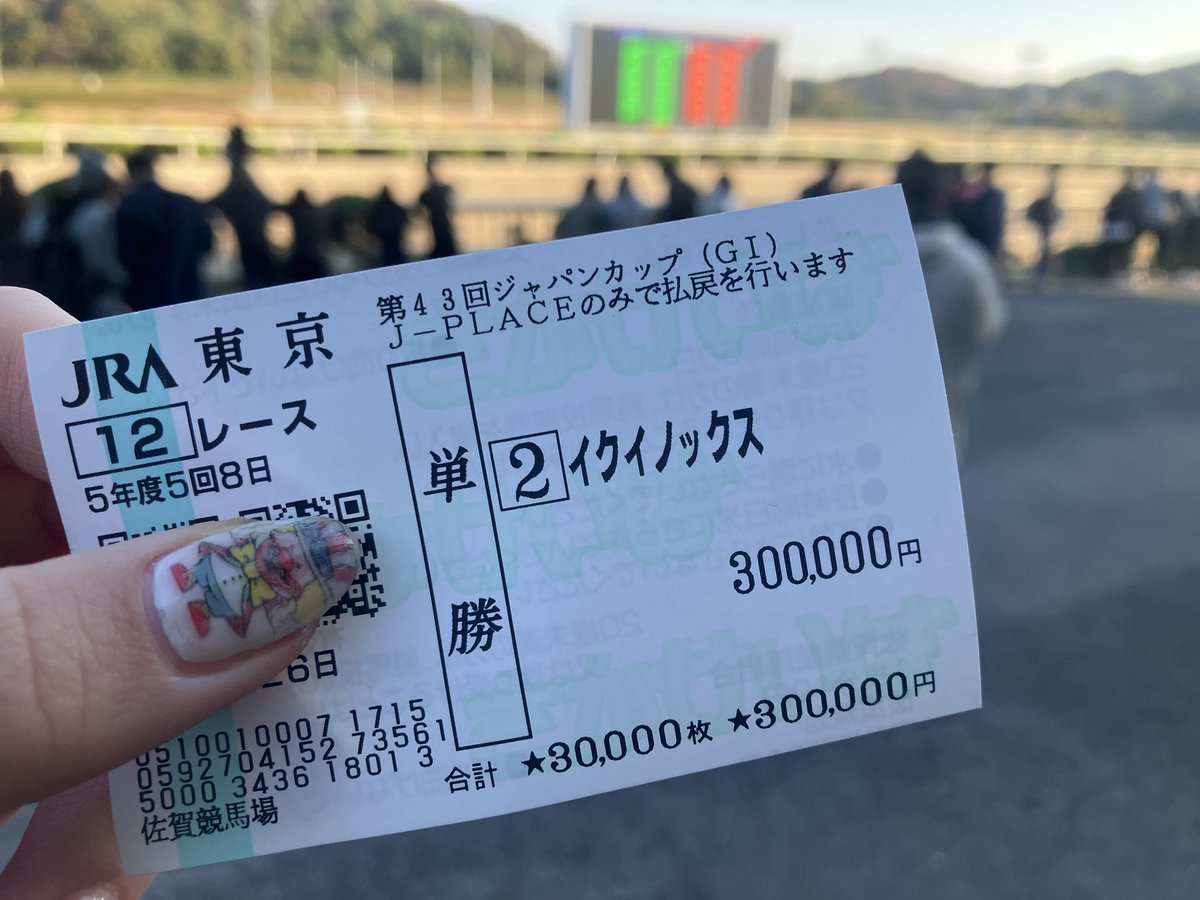 第43回ジャパンカップ(GI)
J-PLACEのみで払戻を行います
JRA 東京
12 レース
5年度5回8日
単勝
2 イクイノックス
300,000円
6日
合計 ★30,000枚 ★300,000円
0510010007 1715
0592704152 73561
5000 3436 1801 3
佐賀競馬場